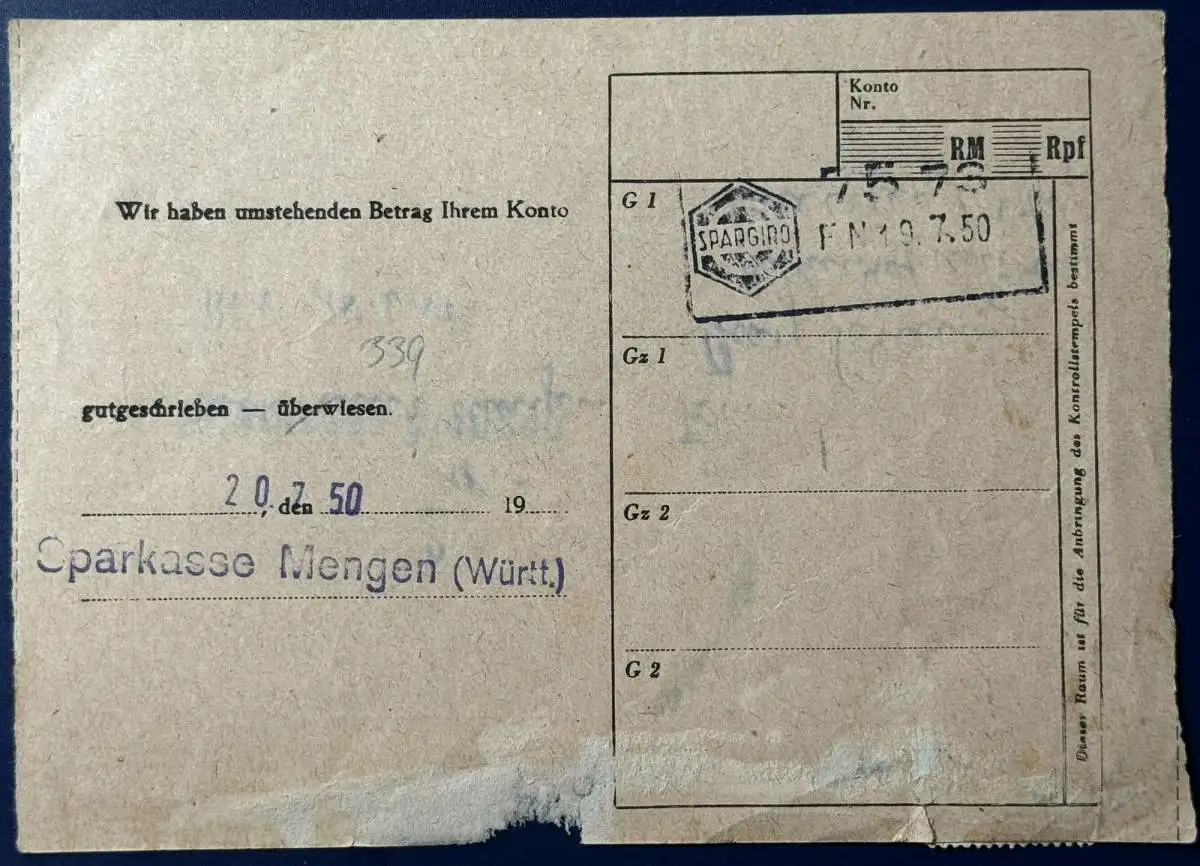 Wir haben umstehenden Betrag Ihrem Konto
339
gutgeschrieben — überwiesen.
20. 7. , den 50 19
Sparkasse Mengen (Württ.)
Konto
Nr.
RM Rpf
G 1
7573
SPARGIRO
19. 7. 50
Gz 1
Gz 2
G 2
Dieser Raum ist für die Anbringung des Kontrollstempels bestimmt